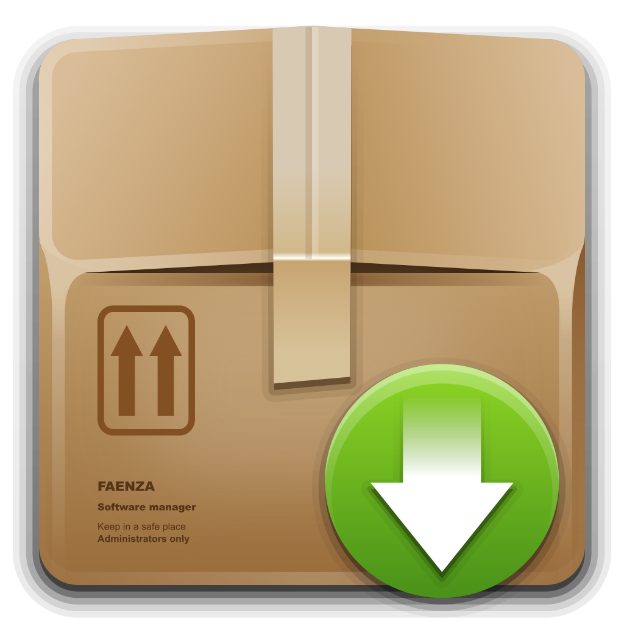 FAENZA
Software manager
Keep in a safe place
Administrators only